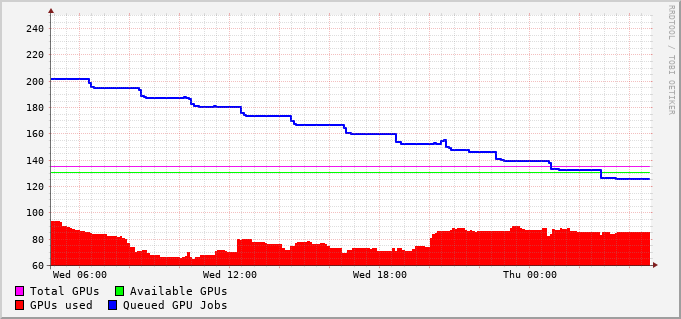 RRDTOOL / TOBI OETIKER
240
220
200
180
160
140
120
100
80
60
Wed 06:00 Wed 12:00 Wed 18:00 Thu 00:00
Total GPUs Available GPUs
GPUs used Queued GPU Jobs